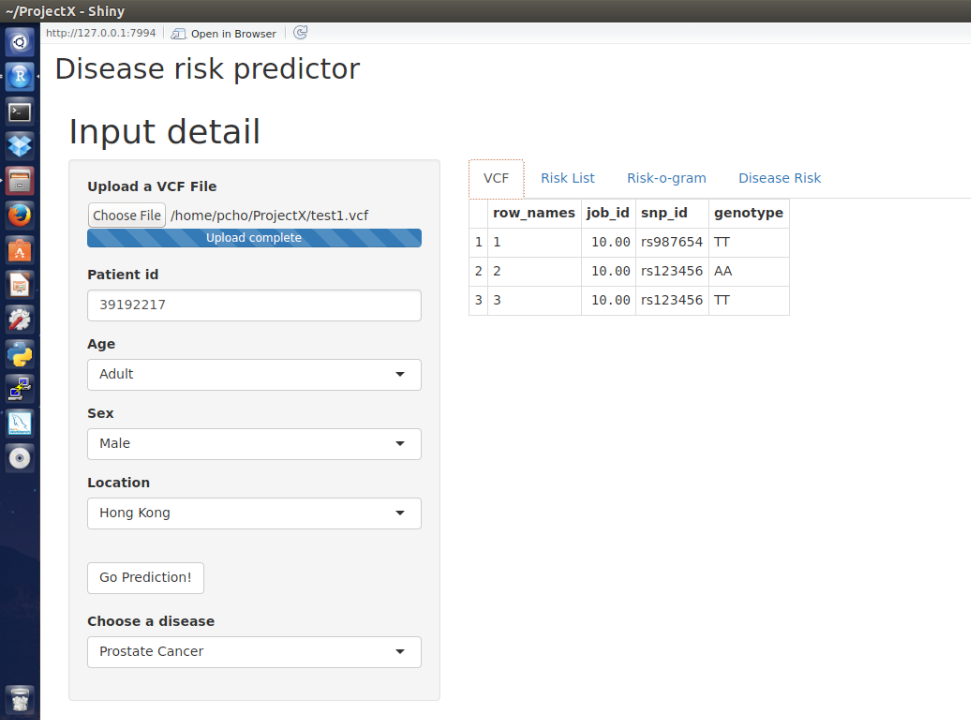 ~/ProjectX - Shiny
http://127.0.0.1:7994 Open in Browser
Disease risk predictor
Input detail
Upload a VCF File
Choose File /home/pcho/ProjectX/test1.vcf
Upload complete
Patient id
39192217
Age
Adult
Sex
Male
Location
Hong Kong
Go Prediction!
Choose a disease
Prostate Cancer
VCF Risk List Risk-o-gram Disease Risk
row_names job_id snp_id genotype
1 1 10.00 rs987654 TT
2 2 10.00 rs123456 AA
3 3 10.00 rs123456 TT